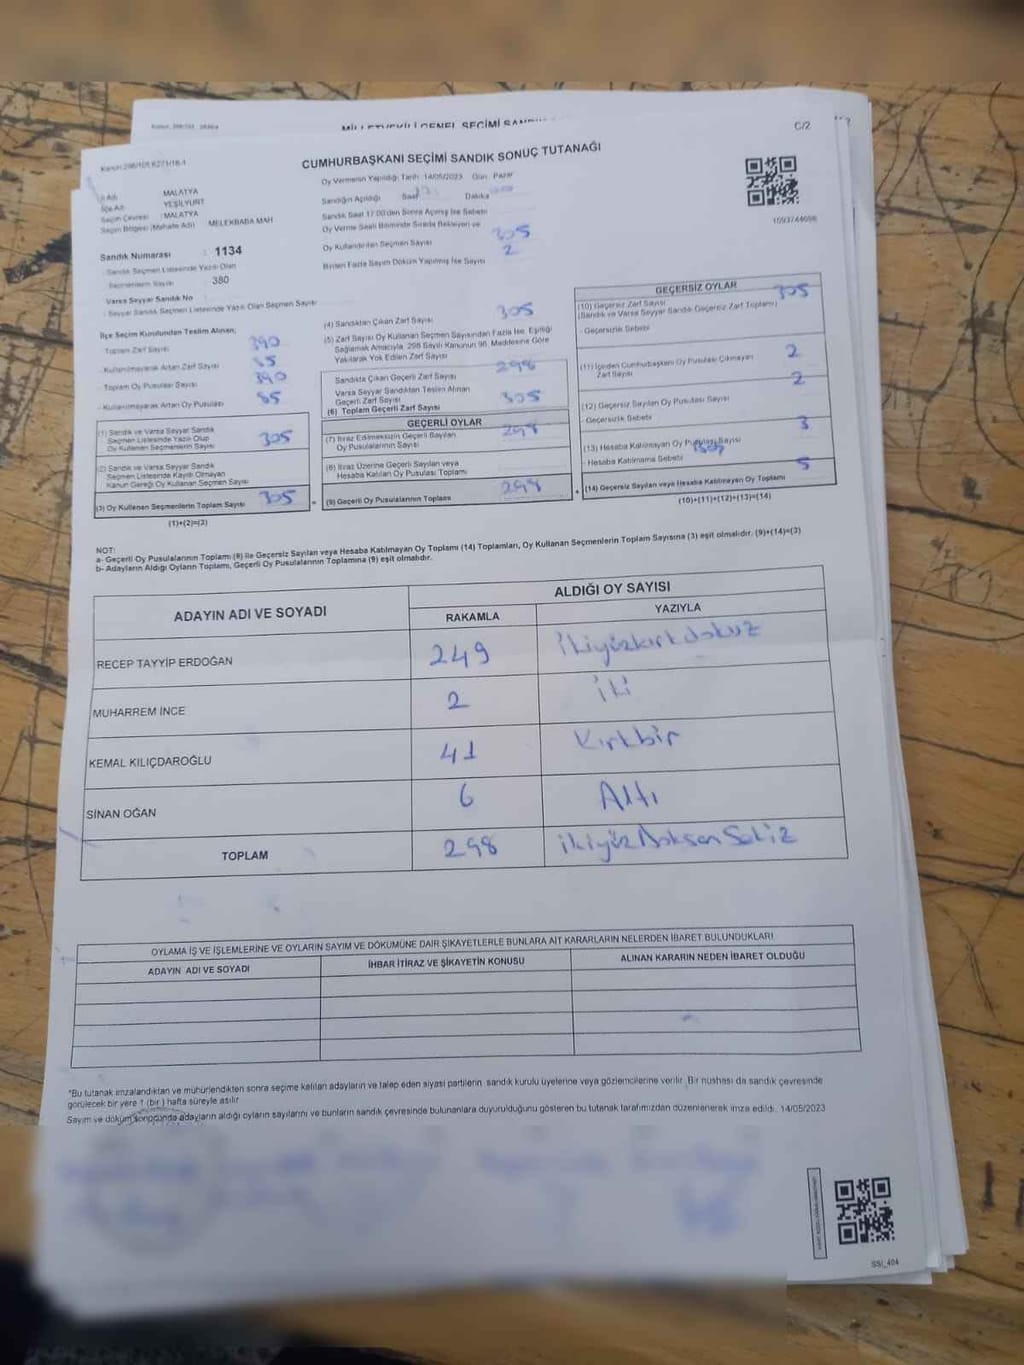 MİLLETVEKİLİ GENEL SEÇİMİ
C/2
CUMHURBAŞKANI SEÇİMİ SANDIK SONUÇ TUTANAĞI
Oy Vermenin Yapıldığı Tarih: 14/05/2023 Gün: Pazar
İl Adı MALATYA
İlçe Adı YEŞİLYURT
Seçim Çevresi : MALATYA
Seçim Bölgesi (Mahalle Adı) MELEKBABA MAH
Sandığın Açıldığı Saat Dakika
Sandık Saat 17.00'den Sonra Açılmış İse Sebebi
Oy Verme Saati Bitiminde Sırada Bekleyen ve
Oy Kullandırılan Seçmen Sayısı 305
Birden Fazla Sayım Döküm Yapılmış İse Sayısı 2
1093744698
Sandık Numarası : 1134
Sandık Seçmen Listesinde Yazılı Olan
Seçmenlerin Sayısı 380
Varsa Seyyar Sandık No
Seyyar Sandık Seçmen Listesinde Yazılı Olan Seçmen Sayısı
İlçe Seçim Kurulundan Teslim Alınan;
Toplam Zarf Sayısı 390
Kullanılmayarak Artan Zarf Sayısı 85
Toplam Oy Pusulası Sayısı 390
Kullanılmayarak Artan Oy Pusulası 85
(1) Sandık ve Varsa Seyyar Sandık
Seçmen Listesinde Yazılı Olup
Oy Kullanan Seçmenlerin Sayısı 305
(2) Sandık ve Varsa Seyyar Sandık
Seçmen Listesinde Kayıtlı Olmayan
Kanun Gereği Oy Kullanan Seçmen Sayısı
(3) Oy Kullanan Seçmenlerin Toplam Sayısı 305
(1)+(2)=(3)
(4) Sandıktan Çıkan Zarf Sayısı 305
(5) Zarf Sayısı Oy Kullanan Seçmen Sayısından Fazla İse, Eşitliği
Sağlamak Amacıyla, 298 Sayılı Kanunun 98. Maddesine Göre
Yakılarak Yok Edilen Zarf Sayısı
Sandıkta Çıkan Geçerli Zarf Sayısı 298
Varsa Seyyar Sandıktan Teslim Alınan
Geçerli Zarf Sayısı
(6) Toplam Geçerli Zarf Sayısı 305
GEÇERLİ OYLAR
(7) İtiraz Edilmeksizin Geçerli Sayılan
Oy Pusulalarının Sayısı 298
(8) İtiraz Üzerine Geçerli Sayılan veya
Hesaba Katılan Oy Pusulası Toplamı
(9) Geçerli Oy Pusulalarının Toplamı 298
GEÇERSİZ OYLAR
(10) Geçersiz Zarf Sayısı 305
(Sandık ve Varsa Seyyar Sandık Geçersiz Zarf Toplamı)
- Geçersizlik Sebebi
(11) İçinden Cumhurbaşkanı Oy Pusulası Çıkmayan
Zarf Sayısı 2
(12) Geçersiz Sayılan Oy Pusulası Sayısı 2
- Geçersizlik Sebebi
(13) Hesaba Katılmayan Oy Pusulası Sayısı 3
- Hesaba Katılmama Sebebi
(14) Geçersiz Sayılan veya Hesaba Katılmayan Oy Toplamı 5
(10)+(11)+(12)+(13)=(14)
NOT:
a- Geçerli Oy Pusulalarının Toplamı (9) ile Geçersiz Sayılan veya Hesaba Katılmayan Oy Toplamı (14) Toplamları, Oy Kullanan Seçmenlerin Toplam Sayısına (3) eşit olmalıdır. (9)+(14)=(3)
b- Adayların Aldığı Oyların Toplamı, Geçerli Oy Pusulalarının Toplamına (9) eşit olmalıdır.
ADAYIN ADI VE SOYADI
ALDIĞI OY SAYISI
RAKAMLA YAZIYLA
RECEP TAYYİP ERDOĞAN 249 ikiyüzkırkdokuz
MUHARREM İNCE 2 iki
KEMAL KILIÇDAROĞLU 41 Kırkbir
SİNAN OĞAN 6 Altı
TOPLAM 298 ikiyüzDoksanSekiz
OYLAMA İŞ VE İŞLEMLERİNE VE OYLARIN SAYIM VE DÖKÜMÜNE DAİR ŞİKAYETLERLE BUNLARA AİT KARARLARIN NELERDEN İBARET BULUNDUKLARI
ADAYIN ADI VE SOYADI İHBAR İTİRAZ VE ŞİKAYETİN KONUSU ALINAN KARARIN NEDEN İBARET OLDUĞU
*Bu tutanak imzalandıktan ve mühürlendikten sonra seçime katılan adayların ve talep eden siyasi partilerin sandık kurulu üyelerine veya gözlemcilerine verilir. Bir nüshası da sandık çevresinde
görülecek bir yere 1 (bir) hafta süreyle asılır
Sayım ve döküm sonucunda adayların aldığı oyların sayılarını ve bunların sandık çevresinde bulunanlara duyurulduğunu gösteren bu tutanak tarafımızdan düzenlenerek imza edildi. 14/05/2023
SSI_404